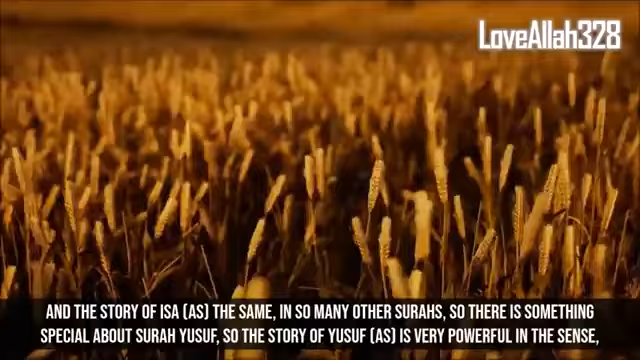 LoveAllah328
AND THE STORY OF ISA (AS) THE SAME, IN SO MANY OTHER SURAHS, SO THERE IS SOMETHING
SPECIAL ABOUT SURAH YUSUF, SO THE STORY OF YUSUF (AS) IS VERY POWERFUL IN THE SENSE,